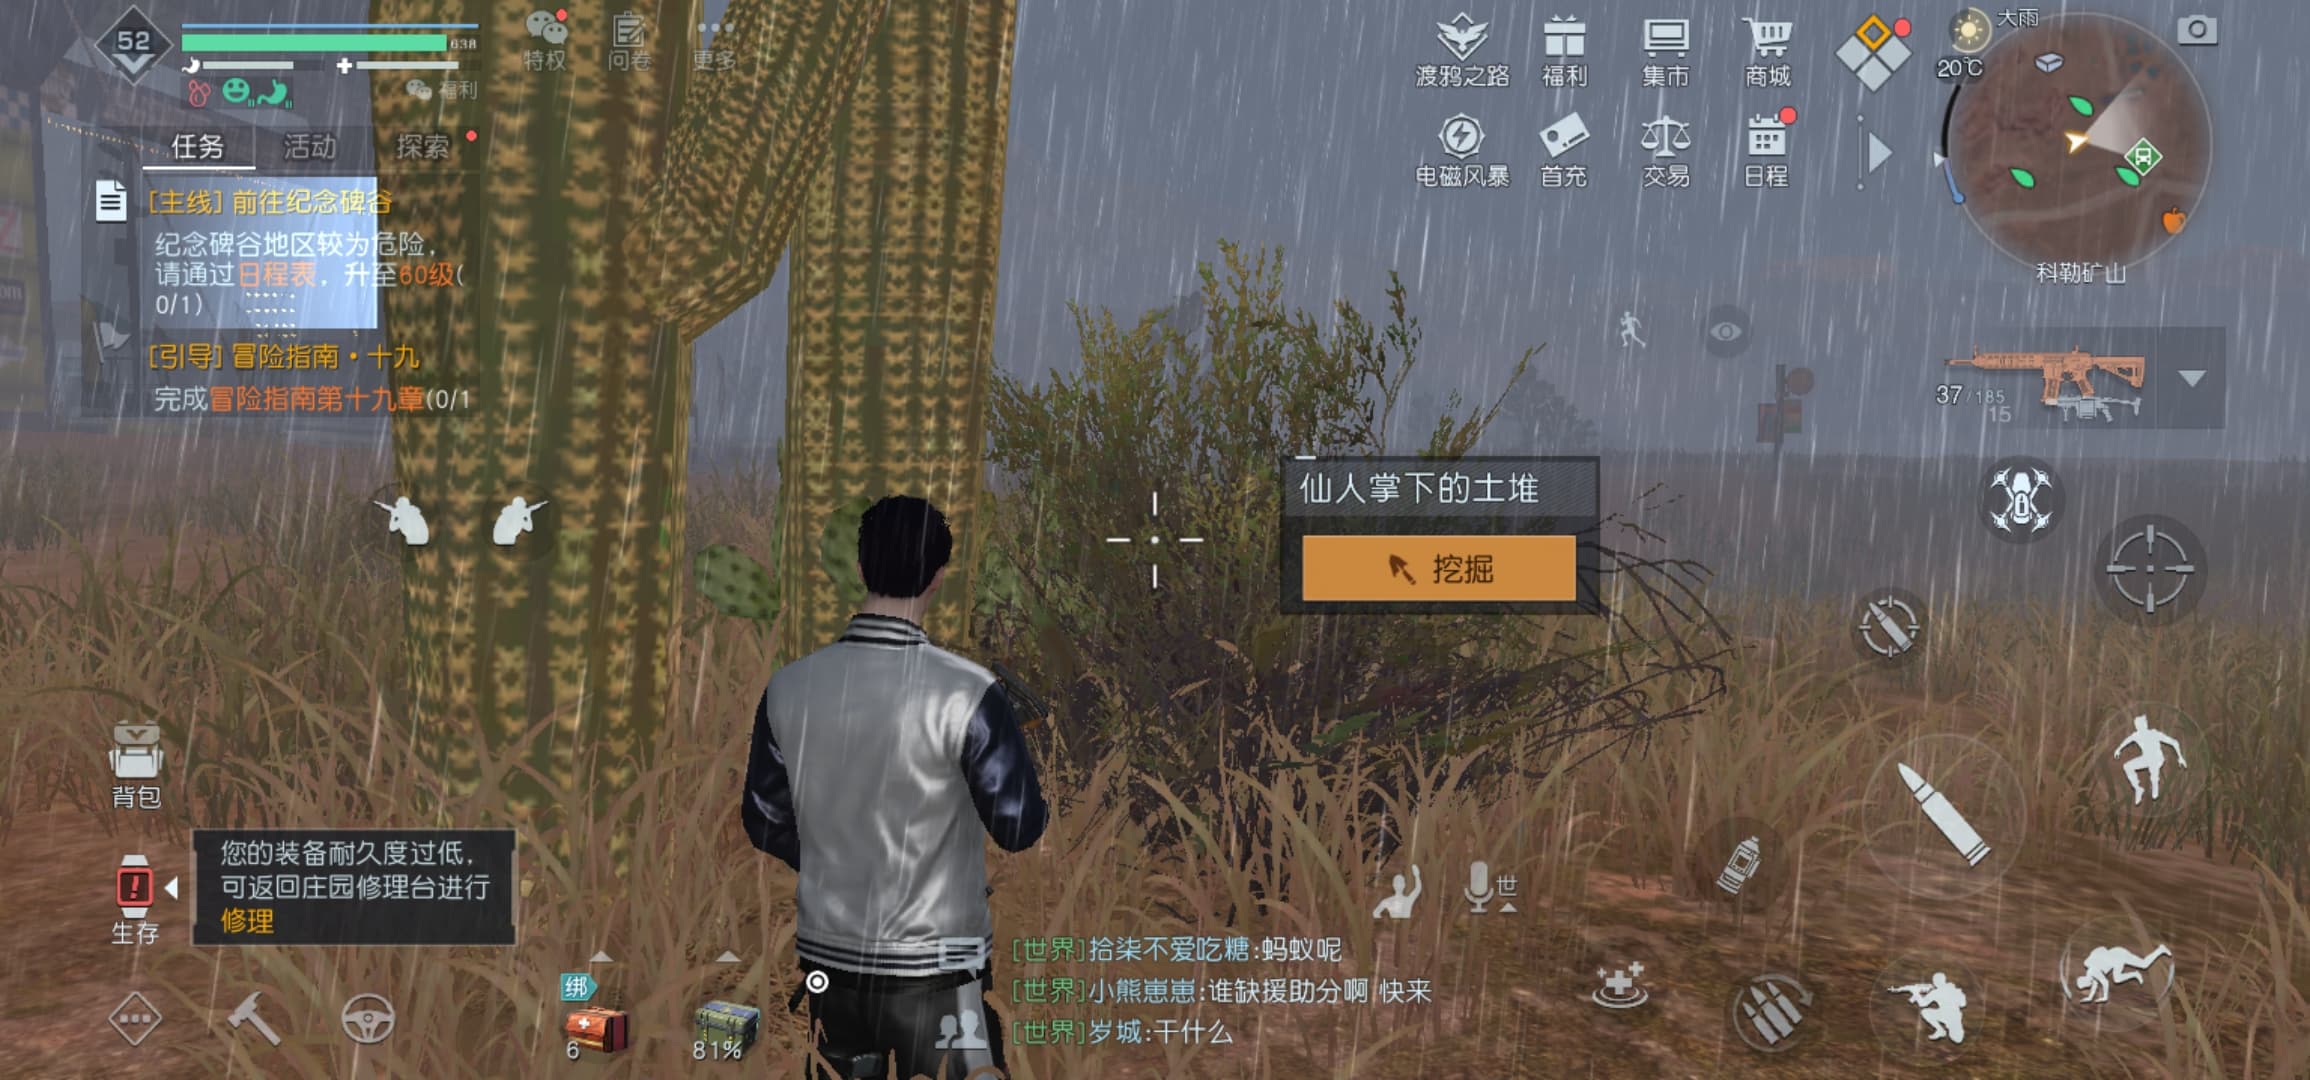 52
638
特权
问卷
更多
福利
任务
活动
探索
[主线] 前往纪念碑谷
纪念碑谷地区较为危险，
请通过日程表，升至60级(
0/1)
[引导] 冒险指南·十九
完成冒险指南第十九章(0/1
渡鸦之路
福利
集市
商城
电磁风暴
首充
交易
日程
大雨
20℃
科勒矿山
37/185
15
仙人掌下的土堆
挖掘
背包
您的装备耐久度过低，
可返回庄园修理台进行
修理
生存
绑
6
81%
世
[世界]拾柒不爱吃糖:蚂蚁呢
[世界]小熊崽崽:谁缺援助分啊 快来
[世界]岁城:干什么